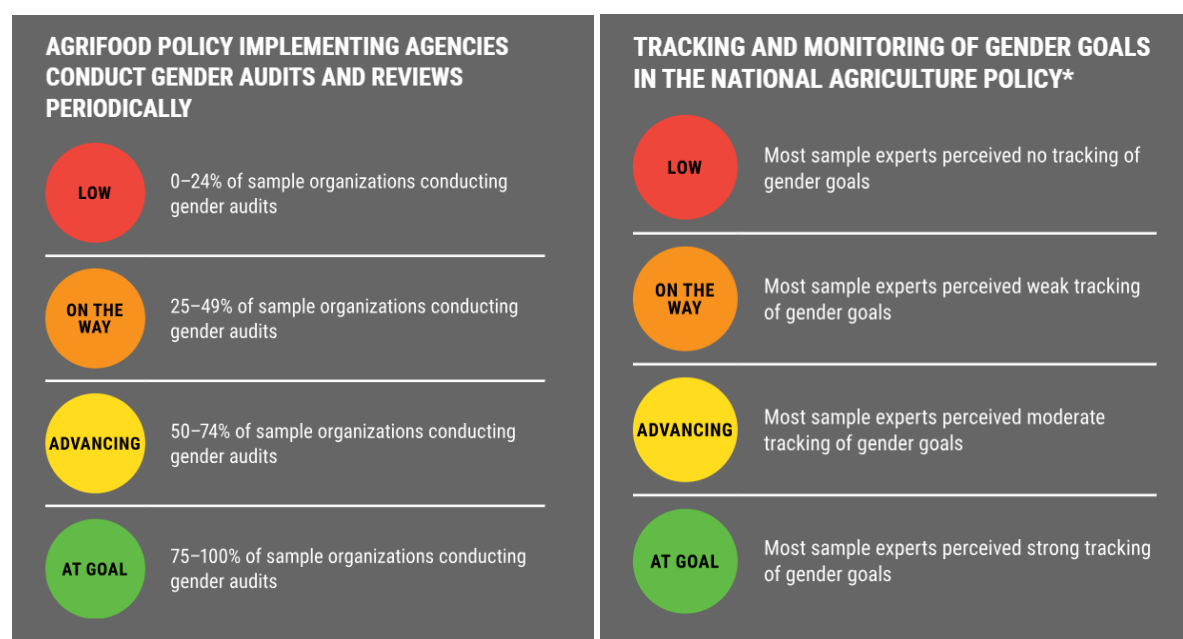 AGRIFOOD POLICY IMPLEMENTING AGENCIES
CONDUCT GENDER AUDITS AND REVIEWS
PERIODICALLY
LOW
0–24% of sample organizations conducting
gender audits
ON THE
WAY
25–49% of sample organizations conducting
gender audits
ADVANCING
50–74% of sample organizations conducting
gender audits
AT GOAL
75–100% of sample organizations conducting
gender audits
TRACKING AND MONITORING OF GENDER GOALS
IN THE NATIONAL AGRICULTURE POLICY*
LOW
Most sample experts perceived no tracking of
gender goals
ON THE
WAY
Most sample experts perceived weak tracking
of gender goals
ADVANCING
Most sample experts perceived moderate
tracking of gender goals
AT GOAL
Most sample experts perceived strong tracking
of gender goals